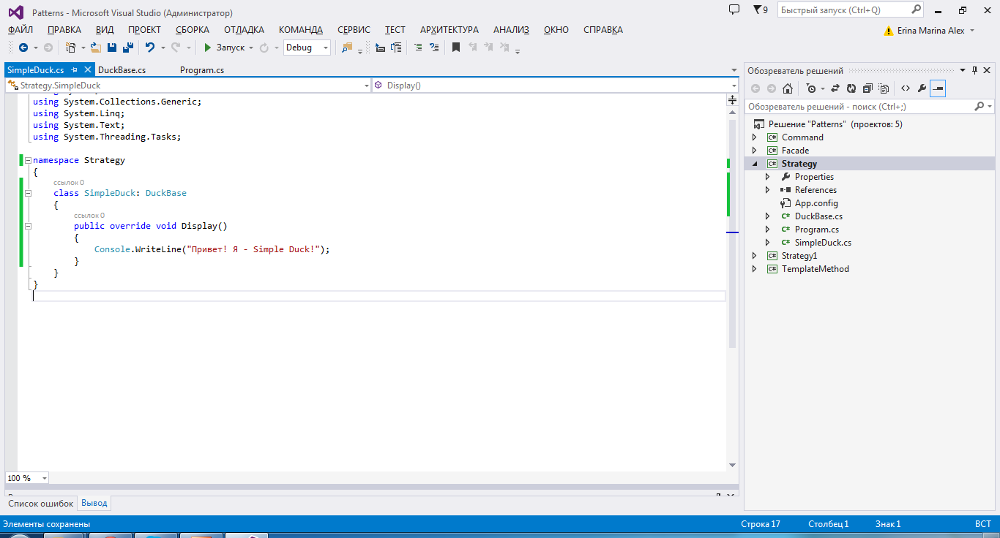 Patterns - Microsoft Visual Studio (Администратор)
9
Быстрый запуск (Ctrl+Q)
ФАЙЛ ПРАВКА ВИД ПРОЕКТ СБОРКА ОТЛАДКА КОМАНДА СЕРВИС ТЕСТ АРХИТЕКТУРА АНАЛИЗ ОКНО СПРАВКА
Erina Marina Alex
Запуск Debug
SimpleDuck.cs DuckBase.cs Program.cs
Strategy.SimpleDuck Display()
using System.Collections.Generic;
using System.Linq;
using System.Text;
using System.Threading.Tasks;
namespace Strategy
{
ссылок 0
class SimpleDuck: DuckBase
{
ссылок 0
public override void Display()
{
Console.WriteLine("Привет! Я - Simple Duck!");
}
}
}
100 %
Список ошибок Вывод
Обозреватель решений
Обозреватель решений - поиск (Ctrl+;)
Решение "Patterns" (проектов: 5)
C# Command
C# Facade
C# Strategy
Properties
References
App.config
C# DuckBase.cs
C# Program.cs
C# SimpleDuck.cs
C# Strategy1
C# TemplateMethod
Элементы сохранены Строка 17 Столбец 1 Знак 1 ВСТ